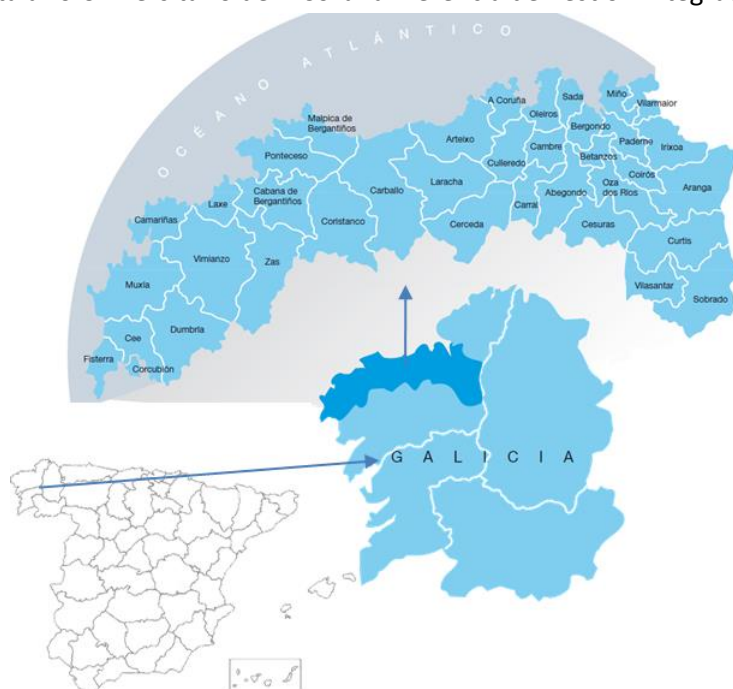 OCÉANO ATLÁNTICO
A Coruña
Sada
Miño
Vilarmaior
Oleiros
Malpica de
Bergantiños
Bergondo
Paderne
Irixoa
Arteixo
Cambre
Ponteceso
Culleredo
Betanzos
Coirós
Cabana de
Bergantiños
Carballo
Laracha
Aranga
Laxe
Abegondo
Oza
dos Ríos
Camariñas
Coristanco
Cerceda
Carral
Cesuras
Curtis
Vimianzo
Zas
Muxía
Vilasantar
Sobrado
Dumbría
Cee
Fisterra
Corcubión
GALICIA